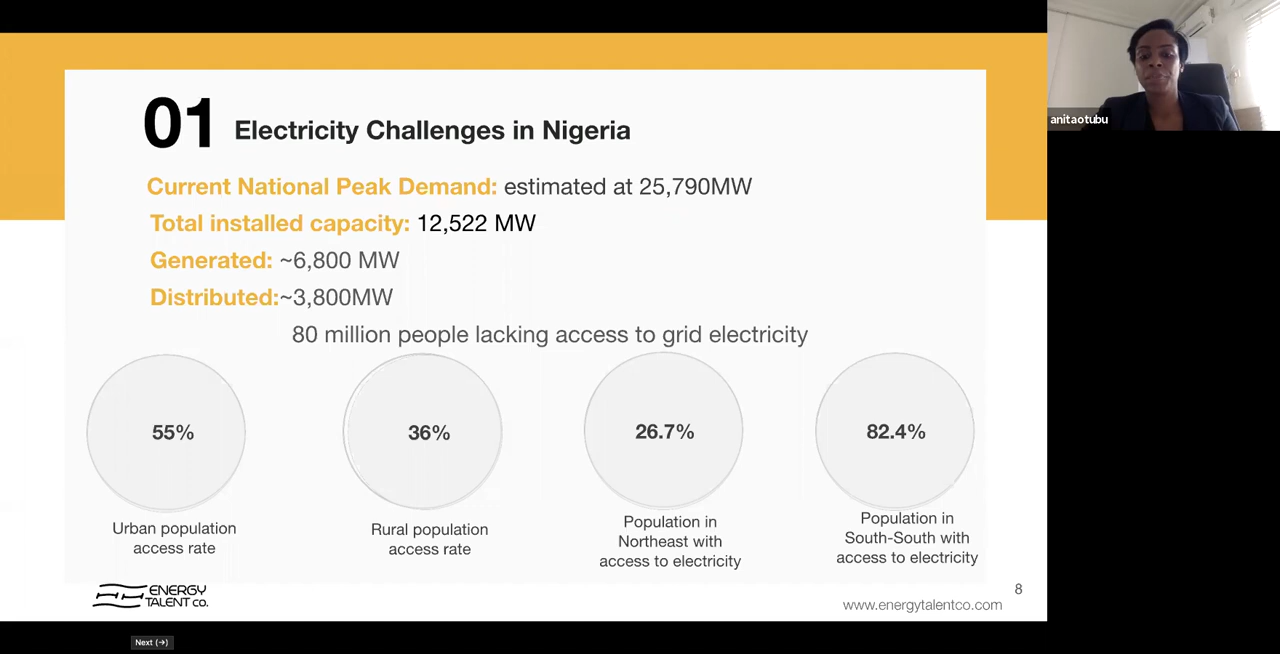 01 Electricity Challenges in Nigeria
Current National Peak Demand: estimated at 25,790MW
Total installed capacity: 12,522 MW
Generated: ~6,800 MW
Distributed:~3,800MW
80 million people lacking access to grid electricity
55%
Urban population
access rate
36%
Rural population
access rate
26.7%
Population in
Northeast with
access to electricity
82.4%
Population in
South-South with
access to electricity
ENERGY
TALENT CO.
8
www.energytalentco.com
Next (→)
anitaotubu